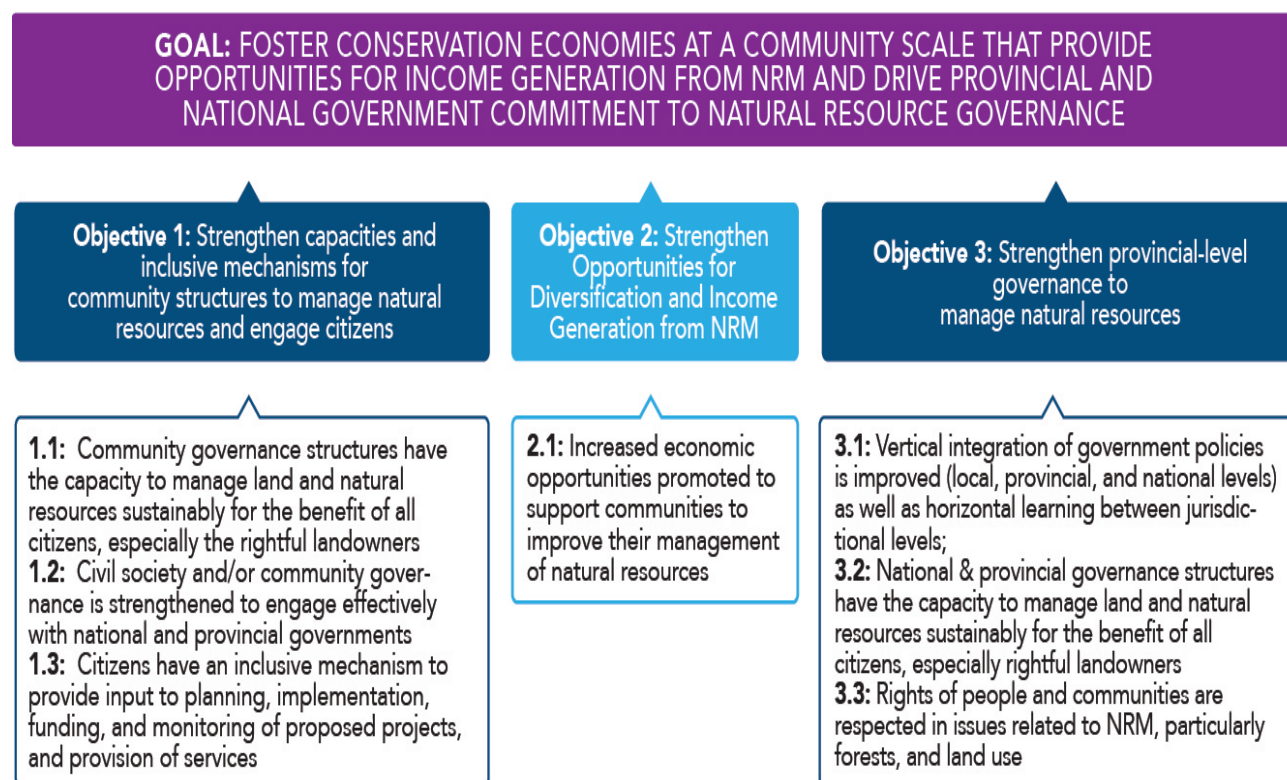 GOAL: FOSTER CONSERVATION ECONOMIES AT A COMMUNITY SCALE THAT PROVIDE
OPPORTUNITIES FOR INCOME GENERATION FROM NRM AND DRIVE PROVINCIAL AND
NATIONAL GOVERNMENT COMMITMENT TO NATURAL RESOURCE GOVERNANCE
Objective 1: Strengthen capacities and
inclusive mechanisms for
community structures to manage natural
resources and engage citizens
Objective 2: Strengthen
Opportunities for
Diversification and Income
Generation from NRM
Objective 3: Strengthen provincial-level
governance to
manage natural resources
1.1: Community governance structures have
the capacity to manage land and natural
resources sustainably for the benefit of all
citizens, especially the rightful landowners
1.2: Civil society and/or community gover-
nance is strengthened to engage effectively
with national and provincial governments
1.3: Citizens have an inclusive mechanism to
provide input to planning, implementation,
funding, and monitoring of proposed projects,
and provision of services
2.1: Increased economic
opportunities promoted to
support communities to
improve their management
of natural resources
3.1: Vertical integration of government policies
is improved (local, provincial, and national levels)
as well as horizontal learning between jurisdic-
tional levels;
3.2: National & provincial governance structures
have the capacity to manage land and natural
resources sustainably for the benefit of all
citizens, especially rightful landowners
3.3: Rights of people and communities are
respected in issues related to NRM, particularly
forests, and land use